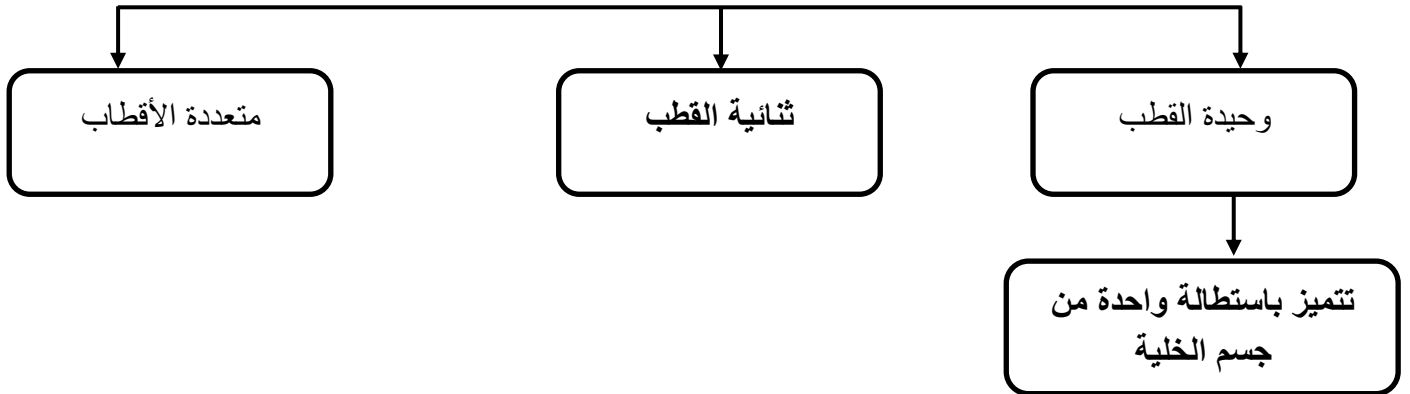 وحيدة القطب
ثنائية القطب
متعددة الأقطاب
تتميز باستطالة واحدة من
جسم الخلية